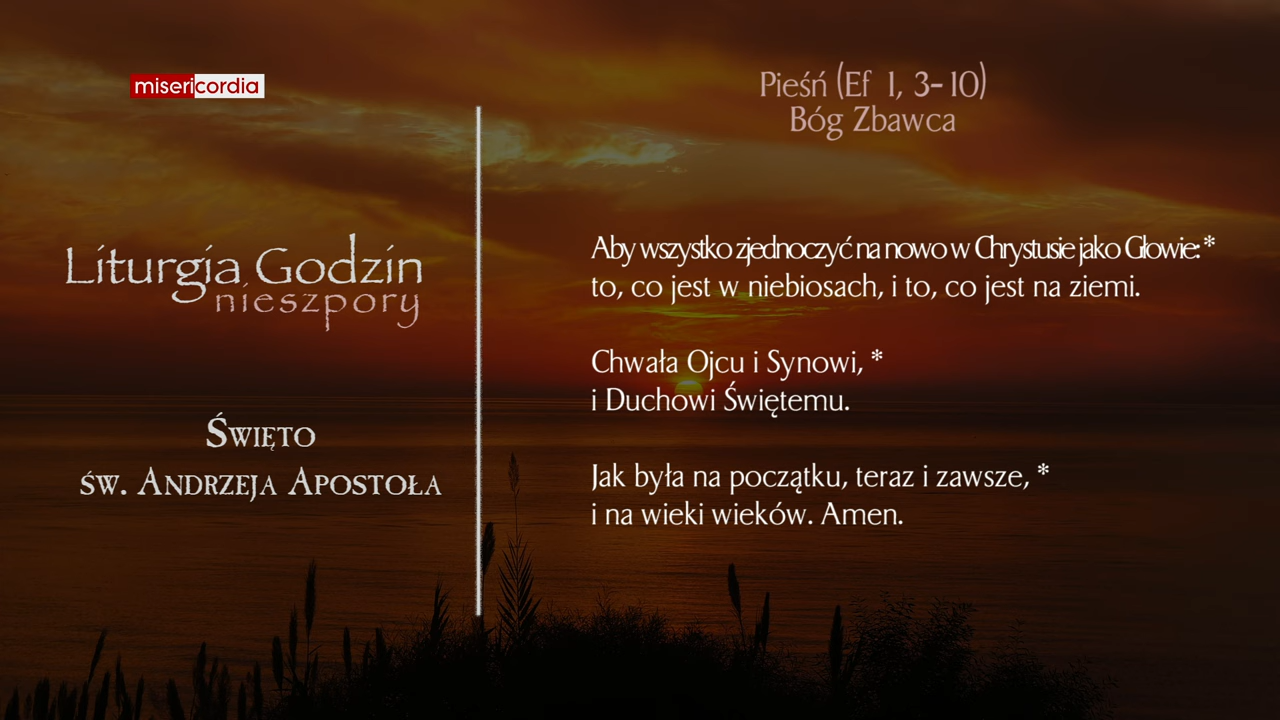 misericordia
Liturgia Godzin
nieszpory
Święto
św. Andrzeja Apostoła
Pieśń (Ef 1, 3-10)
Bóg Zbawca
Aby wszystko zjednoczyć na nowo w Chrystusie jako Głowie: *
to, co jest w niebiosach, i to, co jest na ziemi.
Chwała Ojcu i Synowi, *
i Duchowi Świętemu.
Jak była na początku, teraz i zawsze, *
i na wieki wieków. Amen.